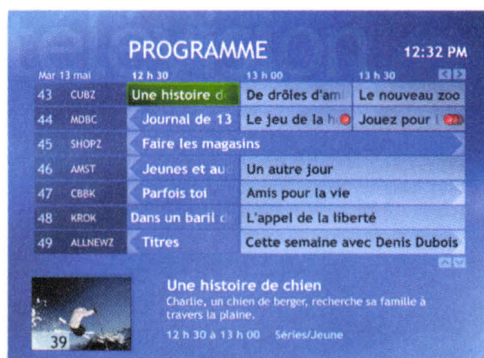 PROGRAMME 12:32 PM
Mar 13 mai 12 h 30 13 h 00 13 h 30
43 CUBZ Une histoire d De drôles d'am Le nouveau zoo
44 MDBC Journal de 13 Le jeu de la Jouez pour
45 SHOPZ Faire les magasins
46 AMST Jeunes et au Un autre jour
47 CBBK Parfois toi Amis pour la vie
48 KROK Dans un baril d L'appel de la liberté
49 ALLNEWZ Titres Cette semaine avec Denis Dubois
Une histoire de chien
Charlie, un chien de berger, recherche sa famille à
travers la plaine.
39 12 h 30 à 13 h 00 Séries/Jeune